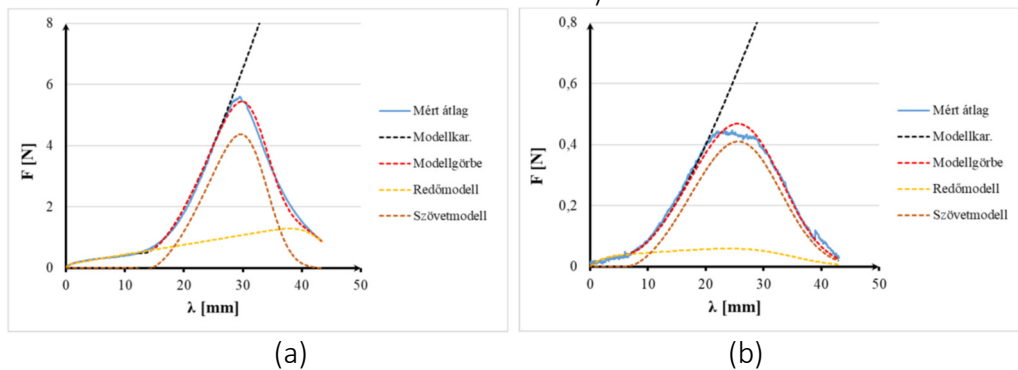 8
6
4
2
0
F [N]
0
10
20
30
40
50
λ [mm]
Mért átlag
Modellkar.
Modellgörbe
Redőmodell
Szövetmodell
(a)
0,8
0,6
0,4
0,2
0
F [N]
0
10
20
30
40
50
λ [mm]
Mért átlag
Modellkar.
Modellgörbe
Redőmodell
Szövetmodell
(b)